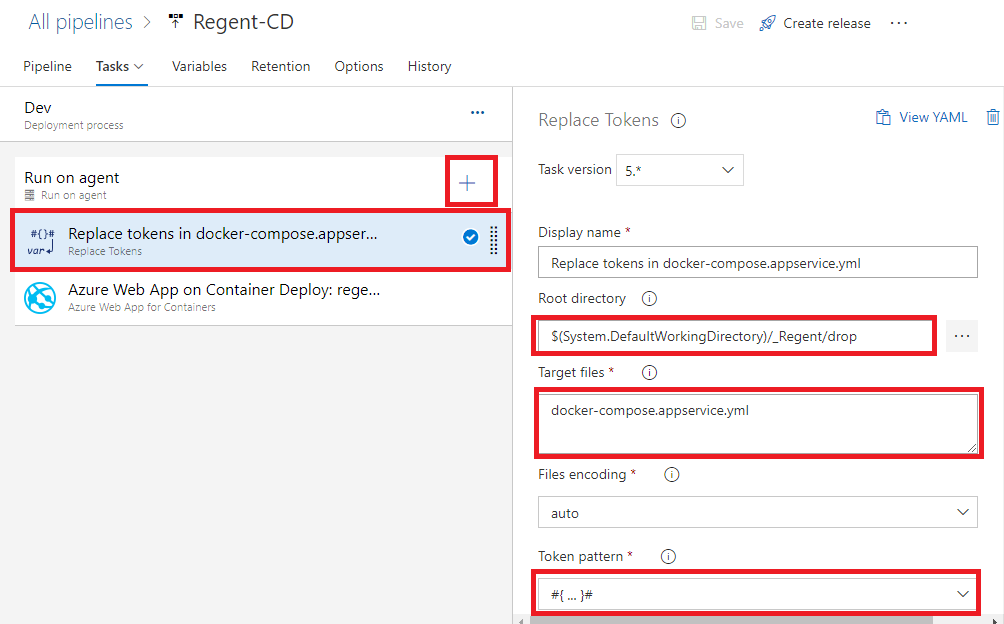 All pipelines > Regent-CD
Save Create release ...
Pipeline Tasks Variables Retention Options History
Dev
Deployment process
...
Run on agent
Run on agent
+
#{}#
var
Replace tokens in docker-compose.appser...
Replace Tokens
Azure Web App on Container Deploy: rege...
Azure Web App for Containers
Replace Tokens
View YAML
Task version 5.*
Display name *
Replace tokens in docker-compose.appservice.yml
Root directory
$(System.DefaultWorkingDirectory)/_Regent/drop
...
Target files *
docker-compose.appservice.yml
Files encoding *
auto
Token pattern *
#{ ... }#